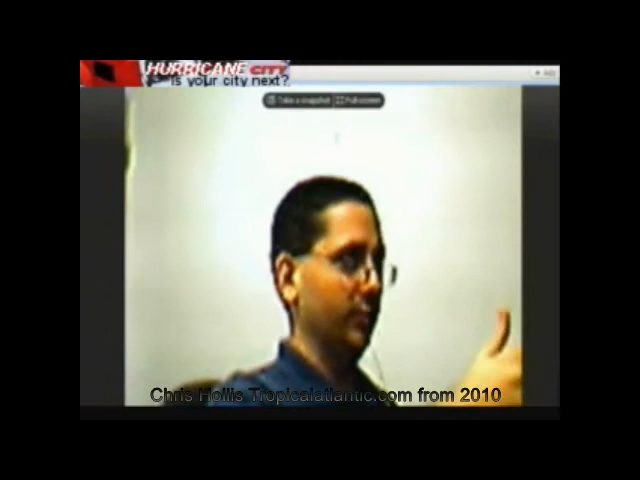 HURRICANE CITY
is your city next?
Take a snapshot Full screen
Chris Hollis Tropicalatlantic.com from 2010